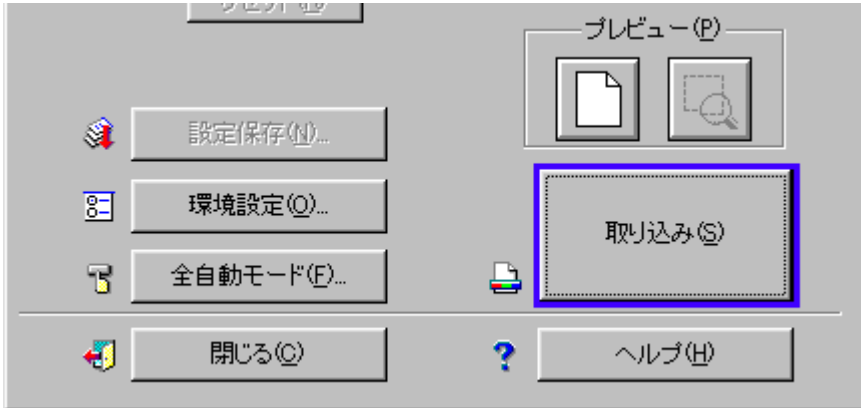 プレビュー(P)
設定保存(N)...
環境設定(O)...
取り込み(S)
全自動モード(F)...
閉じる(C)
ヘルプ(H)